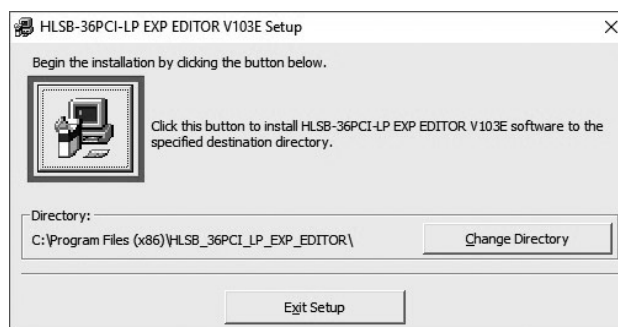 HLSB-36PCI-LP EXP EDITOR V103E Setup
Begin the installation by clicking the button below.
Click this button to install HLSB-36PCI-LP EXP EDITOR V103E software to the
specified destination directory.
Directory:
C:\Program Files (x86)\HLSB_36PCI_LP_EXP_EDITOR\
Change Directory
Exit Setup